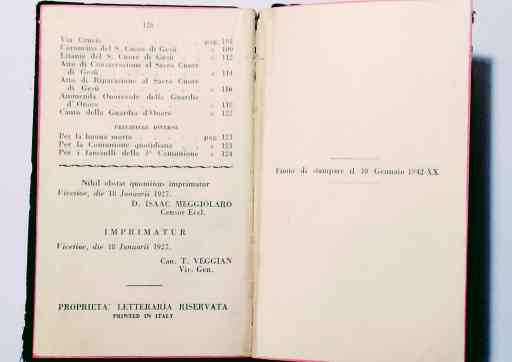 128
Via Crucis . . . . . pag. 104
Coroncina del S. Cuore di Gesù . » 109
Litanie del S. Cuore di Gesù . » 112
Atto di Consacrazione al Sacro Cuore
di Gesù . . . . . » 114
Atto di Riparazione al Sacro Cuore
di Gesù . . . . . » 116
Ammenda Onorevole della Guardia
d'Onore . . . . . » 118
Canto della Guardia d'Onore . » 122
PREGHIERE DIVERSE
Per la buona morte . . . pag. 123
Per la Comunione quotidiana . » 123
Per i fanciulli della 1ª Comunione . » 124
Nihil obstat quominus imprimatur
Vicetiae, die 18 Januarii 1927.
D. ISAAC MEGGIOLARO
Censor Eccl.
IMPRIMATUR
Vicetiae, die 18 Januarii 1927.
Can. T. VEGGIAN
Vic. Gen.
PROPRIETA' LETTERARIA RISERVATA
PRINTED IN ITALY
Finito di stampare il 30 Gennaio 1942-XX